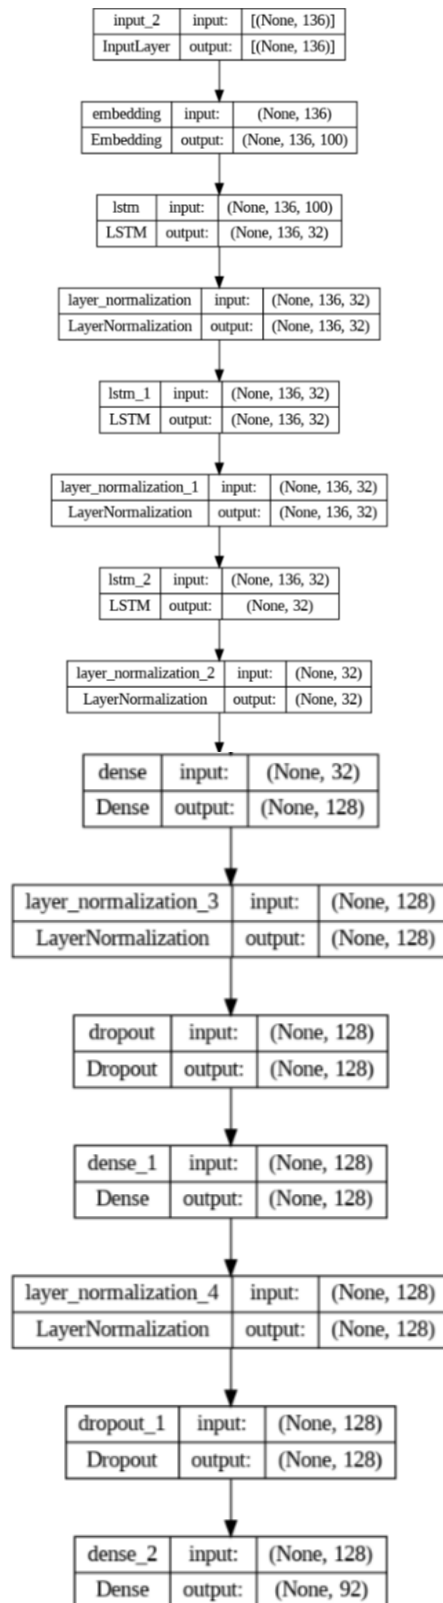 input_2 input: [(None, 136)]
InputLayer output: [(None, 136)]
embedding input: (None, 136)
Embedding output: (None, 136, 100)
lstm input: (None, 136, 100)
LSTM output: (None, 136, 32)
layer_normalization input: (None, 136, 32)
LayerNormalization output: (None, 136, 32)
lstm_1 input: (None, 136, 32)
LSTM output: (None, 136, 32)
layer_normalization_1 input: (None, 136, 32)
LayerNormalization output: (None, 136, 32)
lstm_2 input: (None, 136, 32)
LSTM output: (None, 32)
layer_normalization_2 input: (None, 32)
LayerNormalization output: (None, 32)
dense input: (None, 32)
Dense output: (None, 128)
layer_normalization_3 input: (None, 128)
LayerNormalization output: (None, 128)
dropout input: (None, 128)
Dropout output: (None, 128)
dense_1 input: (None, 128)
Dense output: (None, 128)
layer_normalization_4 input: (None, 128)
LayerNormalization output: (None, 128)
dropout_1 input: (None, 128)
Dropout output: (None, 128)
dense_2 input: (None, 128)
Dense output: (None, 92)